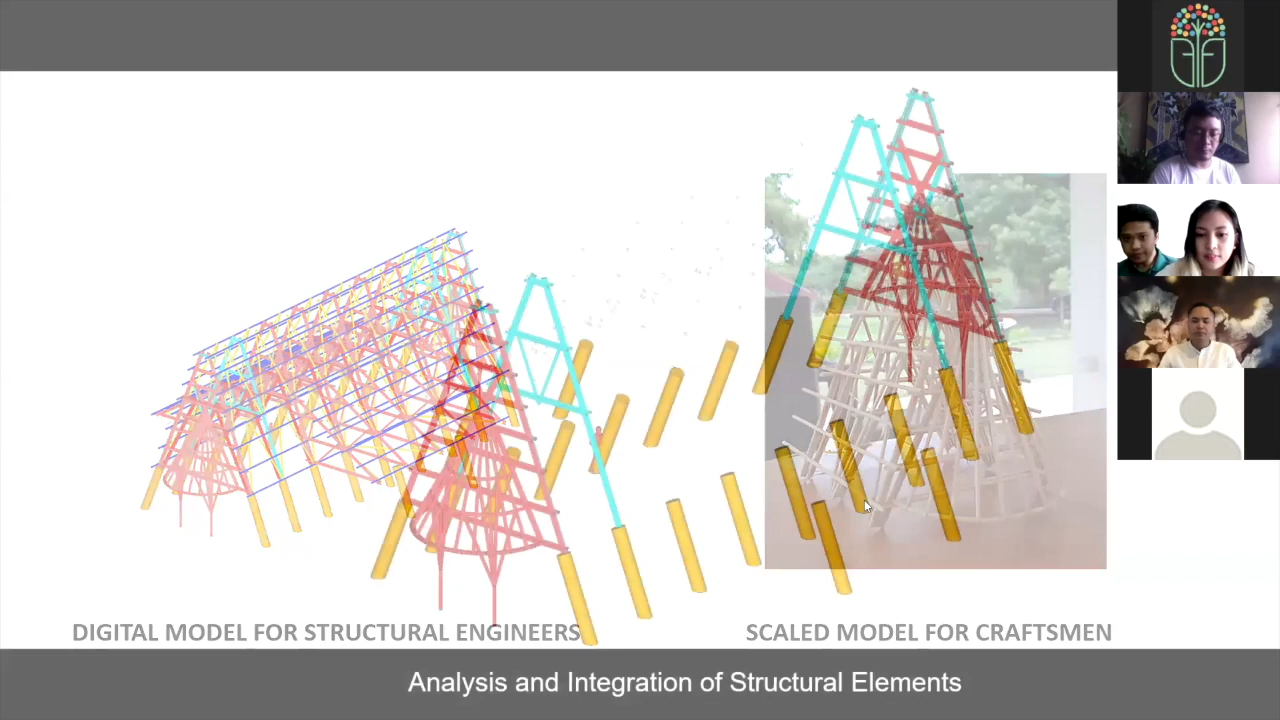 DIGITAL MODEL FOR STRUCTURAL ENGINEERS
SCALED MODEL FOR CRAFTSMEN
Analysis and Integration of Structural Elements